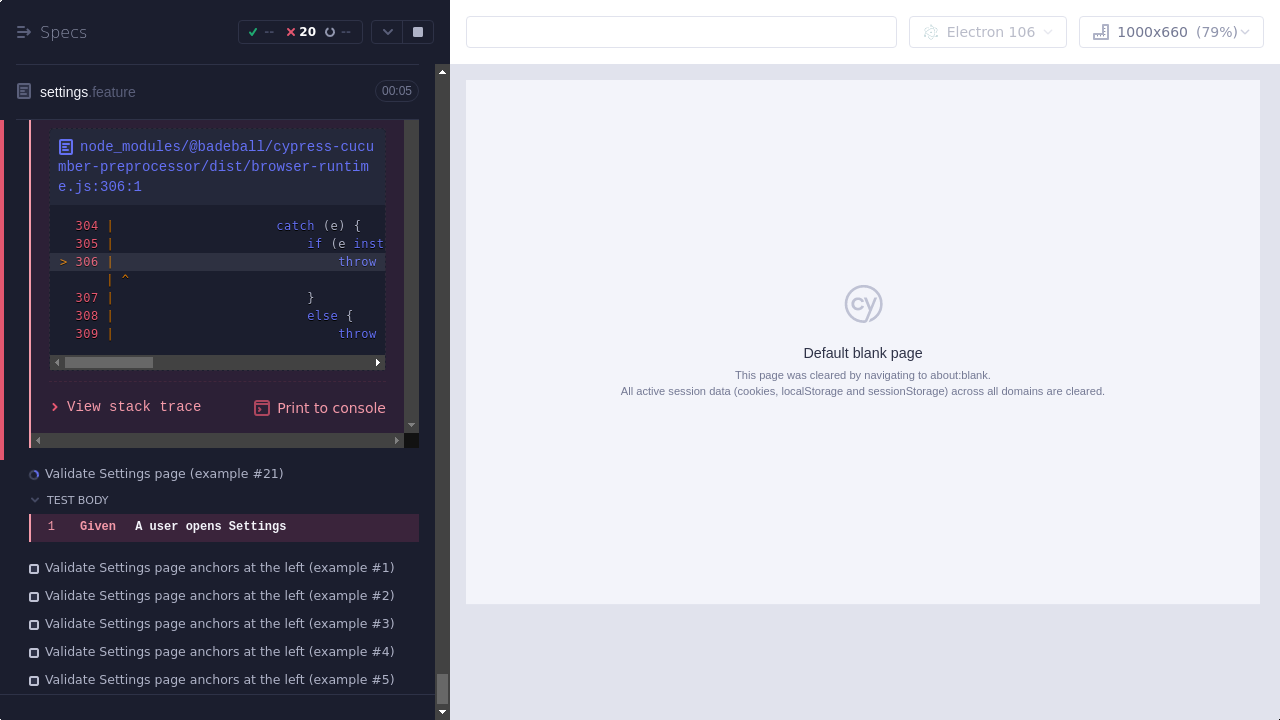 Specs
-- 20 --
settings.feature 00:05
node_modules/@badeball/cypress-cucu
mber-preprocessor/dist/browser-runtim
e.js:306:1
304 | catch (e) {
305 | if (e inst
> 306 | throw
| ^
307 | }
308 | else {
309 | throw
View stack trace Print to console
Validate Settings page (example #21)
TEST BODY
1 Given A user opens Settings
Validate Settings page anchors at the left (example #1)
Validate Settings page anchors at the left (example #2)
Validate Settings page anchors at the left (example #3)
Validate Settings page anchors at the left (example #4)
Validate Settings page anchors at the left (example #5)
Electron 106
1000x660 (79%)
cy
Default blank page
This page was cleared by navigating to about:blank.
All active session data (cookies, localStorage and sessionStorage) across all domains are cleared.